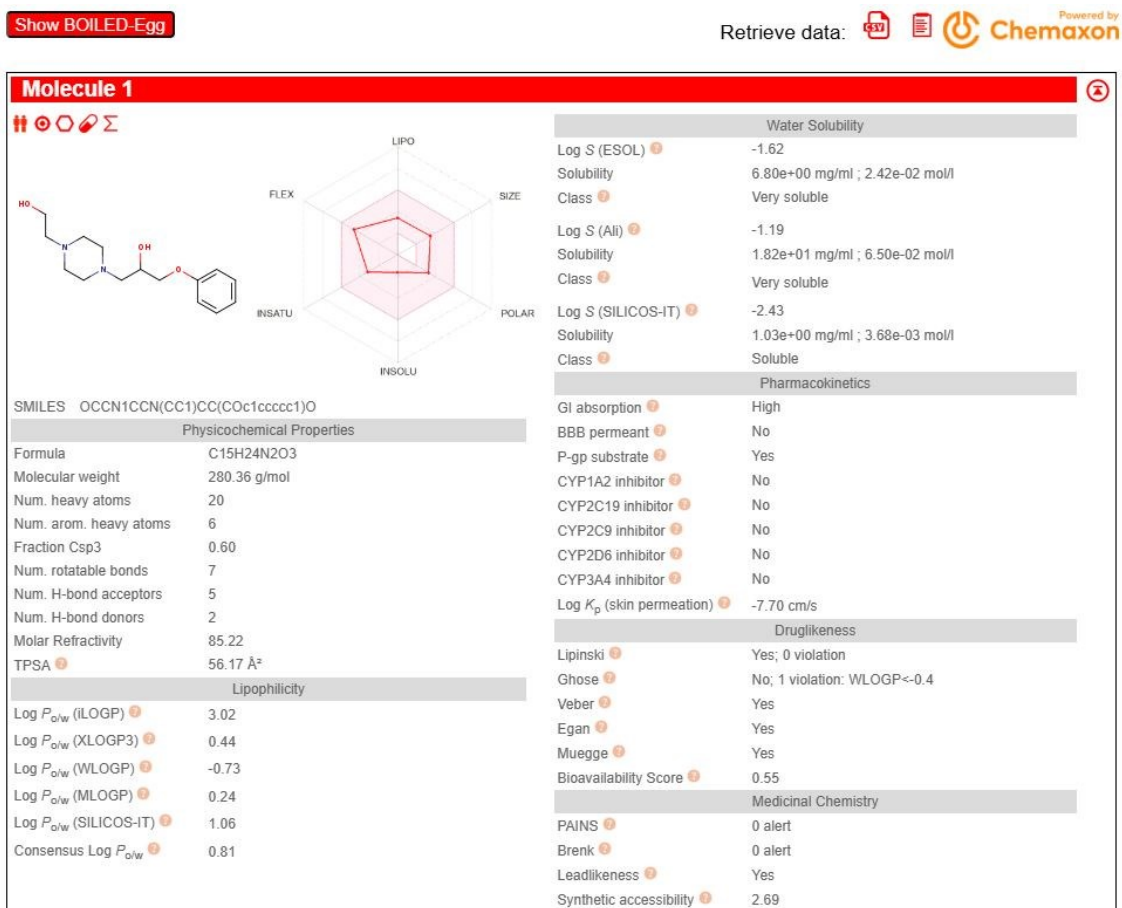 Show BOILED-Egg
Retrieve data:
CSV
Powered by
Chemaxon
Molecule 1
HO
N
N
OH
O
LIPO
FLEX
SIZE
INSATU
POLAR
INSOLU
SMILES OCCN1CCN(CC1)CC(COc1ccccc1)O
Physicochemical Properties
Formula C15H24N2O3
Molecular weight 280.36 g/mol
Num. heavy atoms 20
Num. arom. heavy atoms 6
Fraction Csp3 0.60
Num. rotatable bonds 7
Num. H-bond acceptors 5
Num. H-bond donors 2
Molar Refractivity 85.22
TPSA ? 56.17 Å²
Lipophilicity
Log Po/w (iLOGP) ? 3.02
Log Po/w (XLOGP3) ? 0.44
Log Po/w (WLOGP) ? -0.73
Log Po/w (MLOGP) ? 0.24
Log Po/w (SILICOS-IT) ? 1.06
Consensus Log Po/w ? 0.81
Water Solubility
Log S (ESOL) ? -1.62
Solubility 6.80e+00 mg/ml ; 2.42e-02 mol/l
Class ? Very soluble
Log S (Ali) ? -1.19
Solubility 1.82e+01 mg/ml ; 6.50e-02 mol/l
Class ? Very soluble
Log S (SILICOS-IT) ? -2.43
Solubility 1.03e+00 mg/ml ; 3.68e-03 mol/l
Class ? Soluble
Pharmacokinetics
GI absorption ? High
BBB permeant ? No
P-gp substrate ? Yes
CYP1A2 inhibitor ? No
CYP2C19 inhibitor ? No
CYP2C9 inhibitor ? No
CYP2D6 inhibitor ? No
CYP3A4 inhibitor ? No
Log Kp (skin permeation) ? -7.70 cm/s
Druglikeness
Lipinski ? Yes; 0 violation
Ghose ? No; 1 violation: WLOGP<-0.4
Veber ? Yes
Egan ? Yes
Muegge ? Yes
Bioavailability Score ? 0.55
Medicinal Chemistry
PAINS ? 0 alert
Brenk ? 0 alert
Leadlikeness ? Yes
Synthetic accessibility ? 2.69